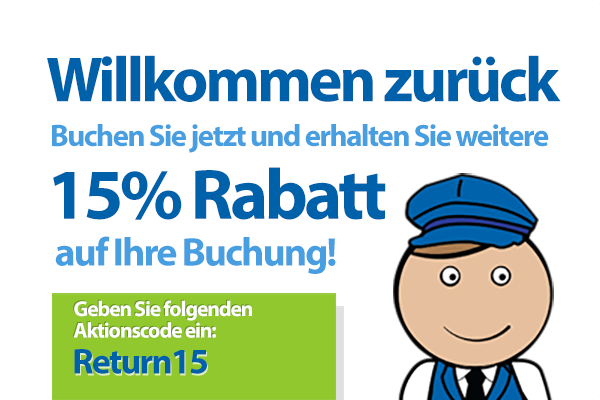 Willkommen zurück
Buchen Sie jetzt und erhalten Sie weitere
15% Rabatt
auf Ihre Buchung!
Geben Sie folgenden
Aktionscode ein:
Return15